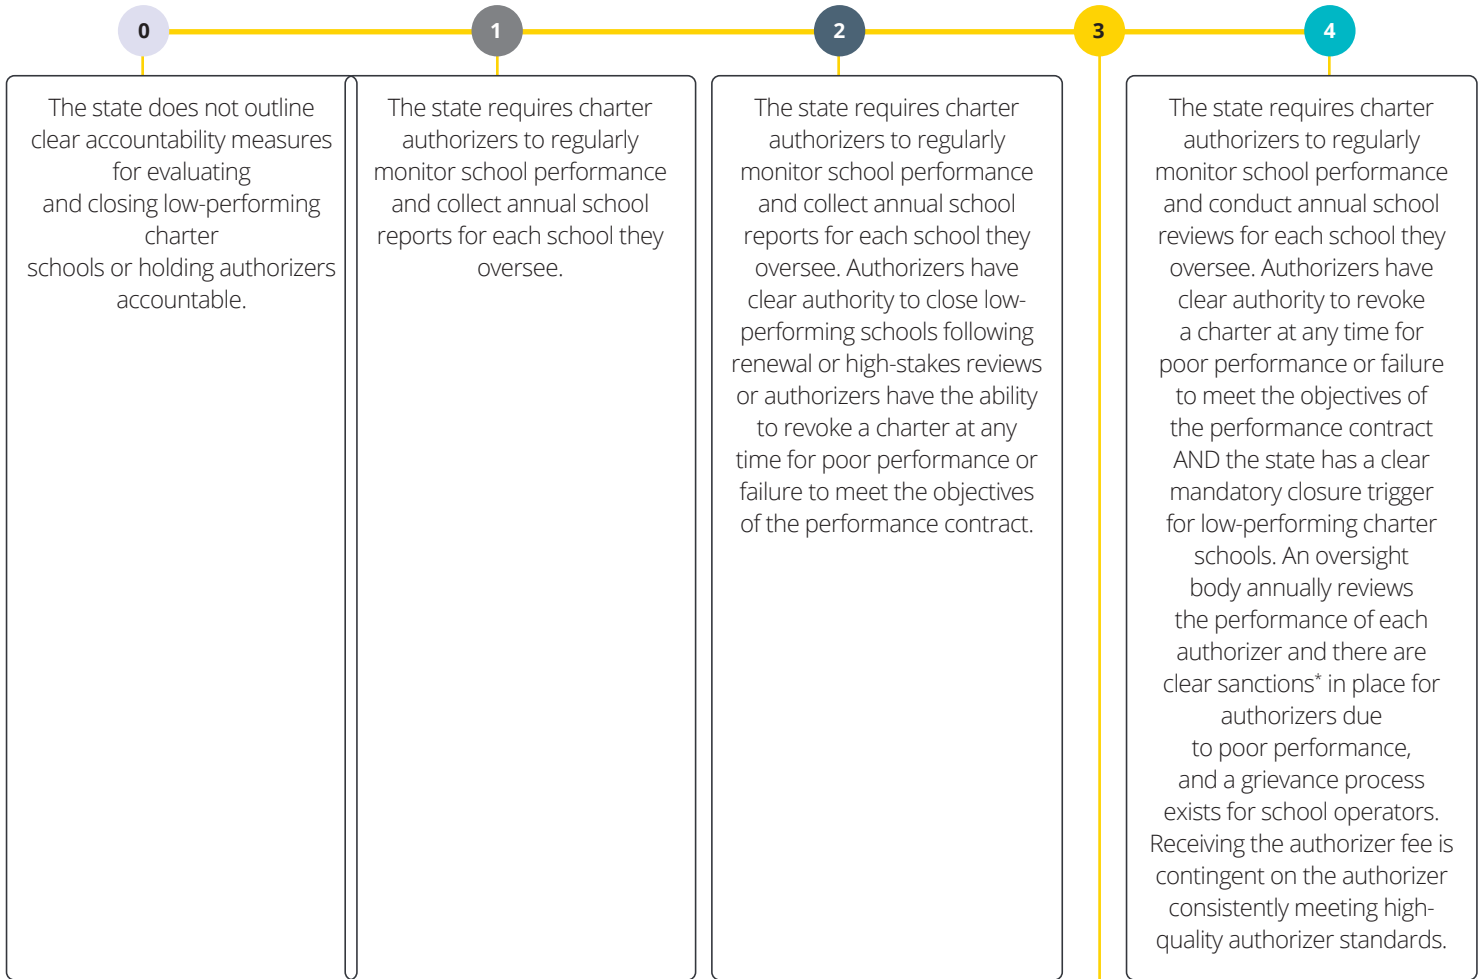 0
1
2
3
4
The state does not outline
clear accountability measures
for evaluating
and closing low-performing
charter
schools or holding authorizers
accountable.
The state requires charter
authorizers to regularly
monitor school performance
and collect annual school
reports for each school they
oversee.
The state requires charter
authorizers to regularly
monitor school performance
and collect annual school
reports for each school they
oversee. Authorizers have
clear authority to close low-
performing schools following
renewal or high-stakes reviews
or authorizers have the ability
to revoke a charter at any
time for poor performance or
failure to meet the objectives
of the performance contract.
The state requires charter
authorizers to regularly
monitor school performance
and conduct annual school
reviews for each school they
oversee. Authorizers have
clear authority to revoke
a charter at any time for
poor performance or failure
to meet the objectives of
the performance contract
AND the state has a clear
mandatory closure trigger
for low-performing charter
schools. An oversight
body annually reviews
the performance of each
authorizer and there are
clear sanctions* in place for
authorizers due
to poor performance,
and a grievance process
exists for school operators.
Receiving the authorizer fee is
contingent on the authorizer
consistently meeting high-
quality authorizer standards.